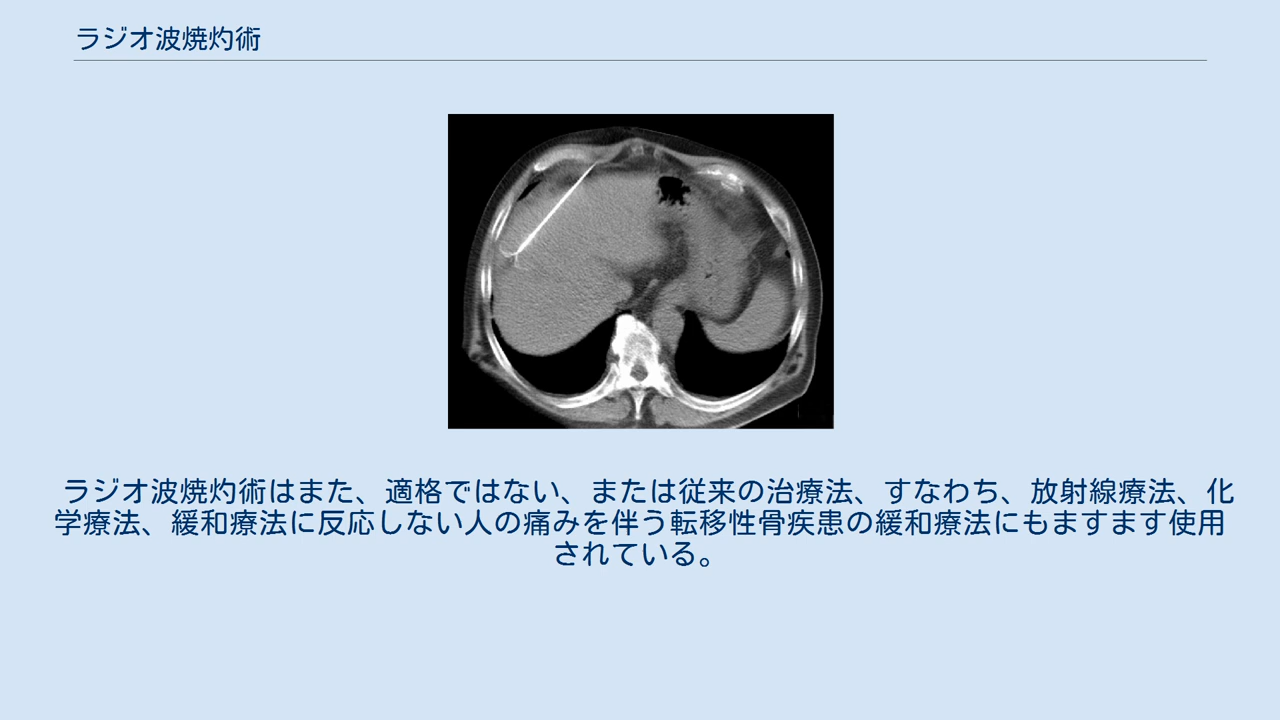 ラジオ波焼灼術
ラジオ波焼灼術はまた、適格ではない、または従来の治療法、すなわち、放射線療法、化
学療法、緩和療法に反応しない人の痛みを伴う転移性骨疾患の緩和療法にもますます使用
されている。